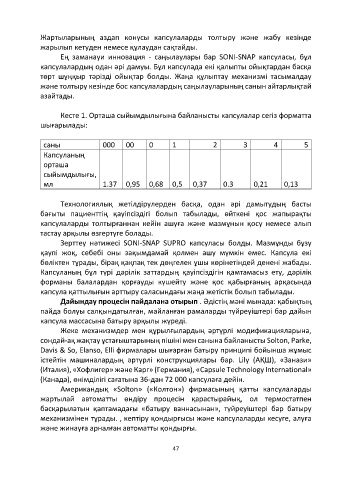 Жартыларының аздап конусы капсулаларды толтыру және жабу кезінде
жарылып кетуден немесе құлаудан сақтайды.
Ең заманауи инновация - саңылаулары бар SONI-SNAP капсуласы, бұл
капсулалардың одан әрі дамуы. Бұл капсулада екі қалыпты ойықтардан басқа
төрт шұңқыр тәрізді ойықтар болды. Жаңа құлыптау механизмі тасымалдау
және толтыру кезінде бос капсулалардың саңылауларының санын айтарлықтай
азайтады.
Кесте 1. Орташа сыйымдылығына байланысты капсулалар сегіз форматта
шығарылады:
саны 000 00 0 1 2 3 4 5
Капсуланың
орташа
сыйымдылығы,
мл 1.37 0,95 0,68 0,5 0,37 0.3 0,21 0,13
Технологиялық жетілдірулерден басқа, одан әрі дамытудың басты
бағыты пациенттің қауіпсіздігі болып табылады, өйткені қос жапырақты
капсулаларды толтырғаннан кейін ашуға және мазмұнын қосу немесе алып
тастау арқылы өзгертуге болады.
Зерттеу нәтижесі SONI-SNAP SUPRO капсуласы болды. Мазмұнды бұзу
қаупі жоқ, себебі оны зақымдамай қолмен ашу мүмкін емес. Капсула екі
бөліктен тұрады, бірақ қақпақ тек дөңгелек ұшы көрінетіндей денені жабады.
Капсуланың бұл түрі дәрілік заттардың қауіпсіздігін қамтамасыз ету, дәрілік
форманы балалардан қорғауды күшейту және қос қабырғаның арқасында
капсула қаттылығын арттыру саласындағы жаңа жетістік болып табылады.
Дайындау процесін пайдалана отырып. Әдістің мәні мынада: қабықтың
пайда болуы салқындатылған, майланған рамаларды түйреуіштері бар дайын
капсула массасына батыру арқылы жүреді.
Жеке механизмдер мен құрылғылардың әртүрлі модификацияларына,
сондай-ақ жақтау ұстағыштарының пішіні мен санына байланысты Solton, Parke,
Davis & So, Elanso, Elli фирмалары шығарған батыру принципі бойынша жұмыс
істейтін машиналардың әртүрлі конструкциялары бар. Lily (АҚШ), «Занази»
(Италия), «Хофлигер» және Карг» (Германия), «Capsule Technology International»
(Канада), өнімділігі сағатына 36-дан 72 000 капсулаға дейін.
Американдық «Solton» («Колтон») фирмасының қатты капсулаларды
жартылай автоматты өндіру процесін қарастырайық, ол термостатпен
басқарылатын қаптамадағы «батыру ваннасынан», түйреуіштері бар батыру
механизмінен тұрады. , кептіру қондырғысы және капсулаларды кесуге, алуға
және жинауға арналған автоматты қондырғы.
47